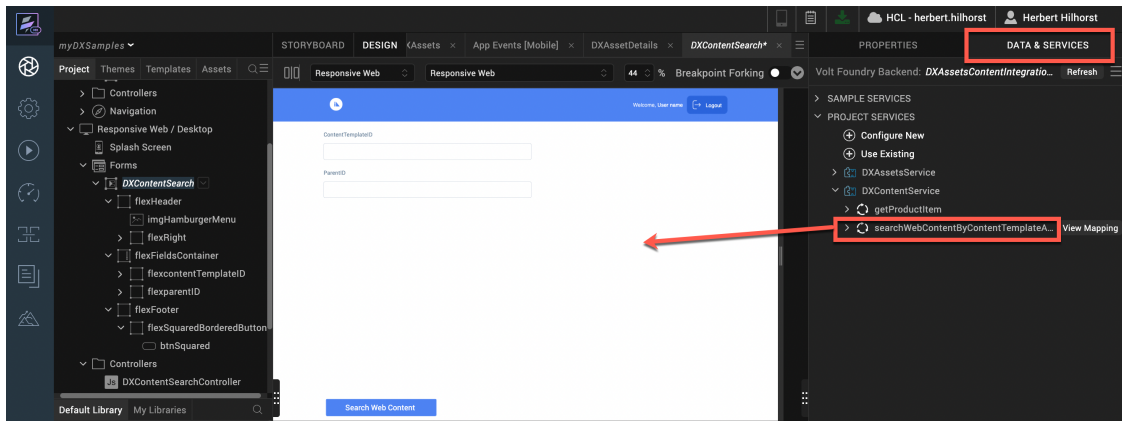 HCL - herbert.hilhorst
Herbert Hilhorst
myDXSamples
STORYBOARD
DESIGN
‹Assets ×
App Events [Mobile] ×
DXAssetDetails ×
DXContentSearch* ×
PROPERTIES
DATA & SERVICES
Project Themes Templates Assets
Responsive Web
Responsive Web
44 %
Breakpoint Forking
Volt Foundry Backend: DXAssetsContentIntegratio...
Refresh
Controllers
Navigation
Responsive Web / Desktop
Splash Screen
Forms
DXContentSearch
flexHeader
imgHamburgerMenu
flexRight
flexFieldsContainer
flexcontentTemplateID
flexparentID
flexFooter
flexSquaredBorderedButton
btnSquared
Controllers
Js DXContentSearchController
Default Library My Libraries
Welcome, User name
Logout
ContentTemplateID
ParentID
Search Web Content
SAMPLE SERVICES
PROJECT SERVICES
Configure New
Use Existing
DXAssetsService
DXContentService
getProductItem
searchWebContentByContentTemplateA...
View Mapping